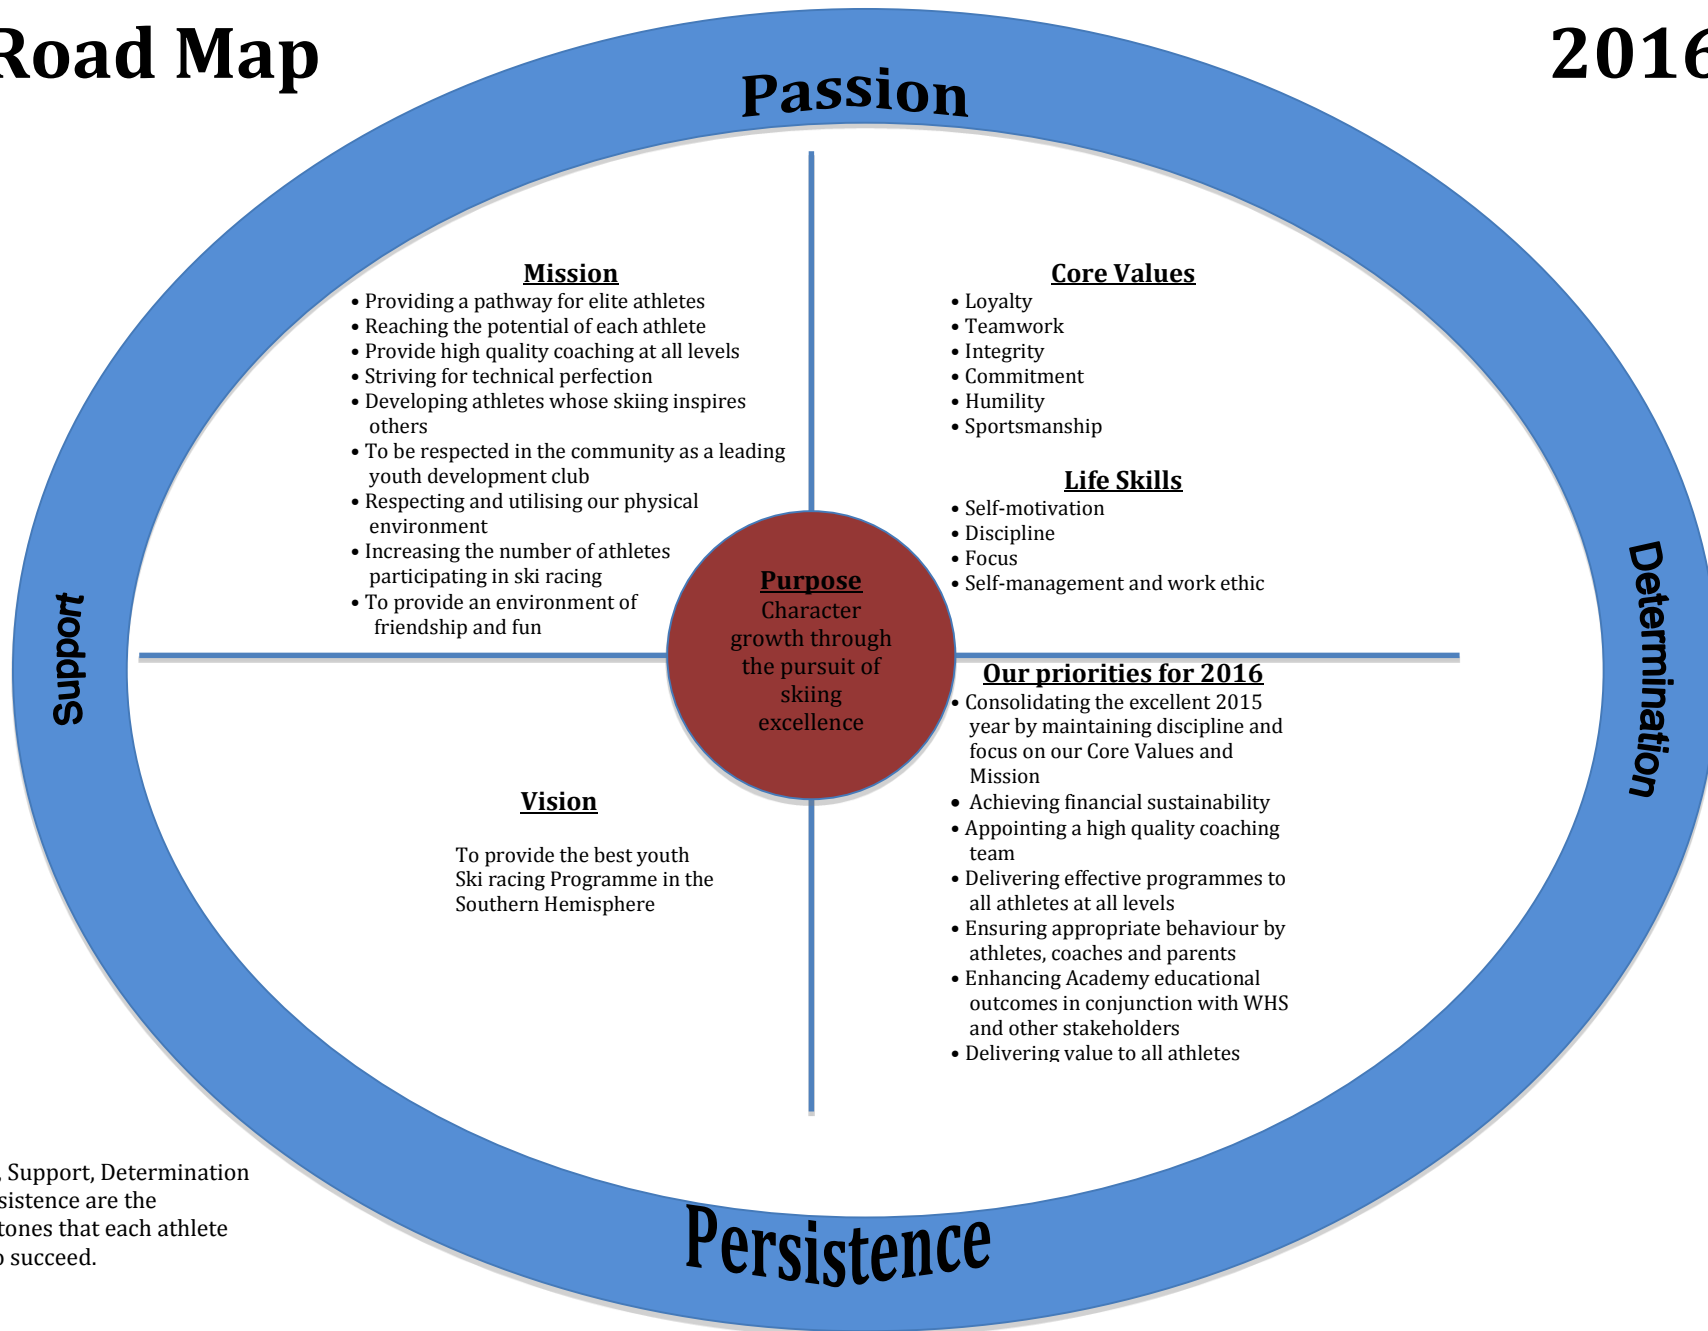 Road Map
2016
Passion
Mission
• Providing a pathway for elite athletes
• Reaching the potential of each athlete
• Provide high quality coaching at all levels
• Striving for technical perfection
• Developing athletes whose skiing inspires
others
• To be respected in the community as a leading
youth development club
• Respecting and utilising our physical
environment
• Increasing the number of athletes
participating in ski racing
• To provide an environment of
friendship and fun
Core Values
• Loyalty
• Teamwork
• Integrity
• Commitment
• Humility
• Sportsmanship
Life Skills
• Self-motivation
• Discipline
• Focus
• Self-management and work ethic
Purpose
Character
growth through
the pursuit of
skiing
excellence
Support
Determination
Vision
To provide the best youth
Ski racing Programme in the
Southern Hemisphere
Our priorities for 2016
• Consolidating the excellent 2015
year by maintaining discipline and
focus on our Core Values and
Mission
• Achieving financial sustainability
• Appointing a high quality coaching
team
• Delivering effective programmes to
all athletes at all levels
• Ensuring appropriate behaviour by
athletes, coaches and parents
• Enhancing Academy educational
outcomes in conjunction with WHS
and other stakeholders
• Delivering value to all athletes
, Support, Determination
sistence are the
tones that each athlete
o succeed.
Persistence